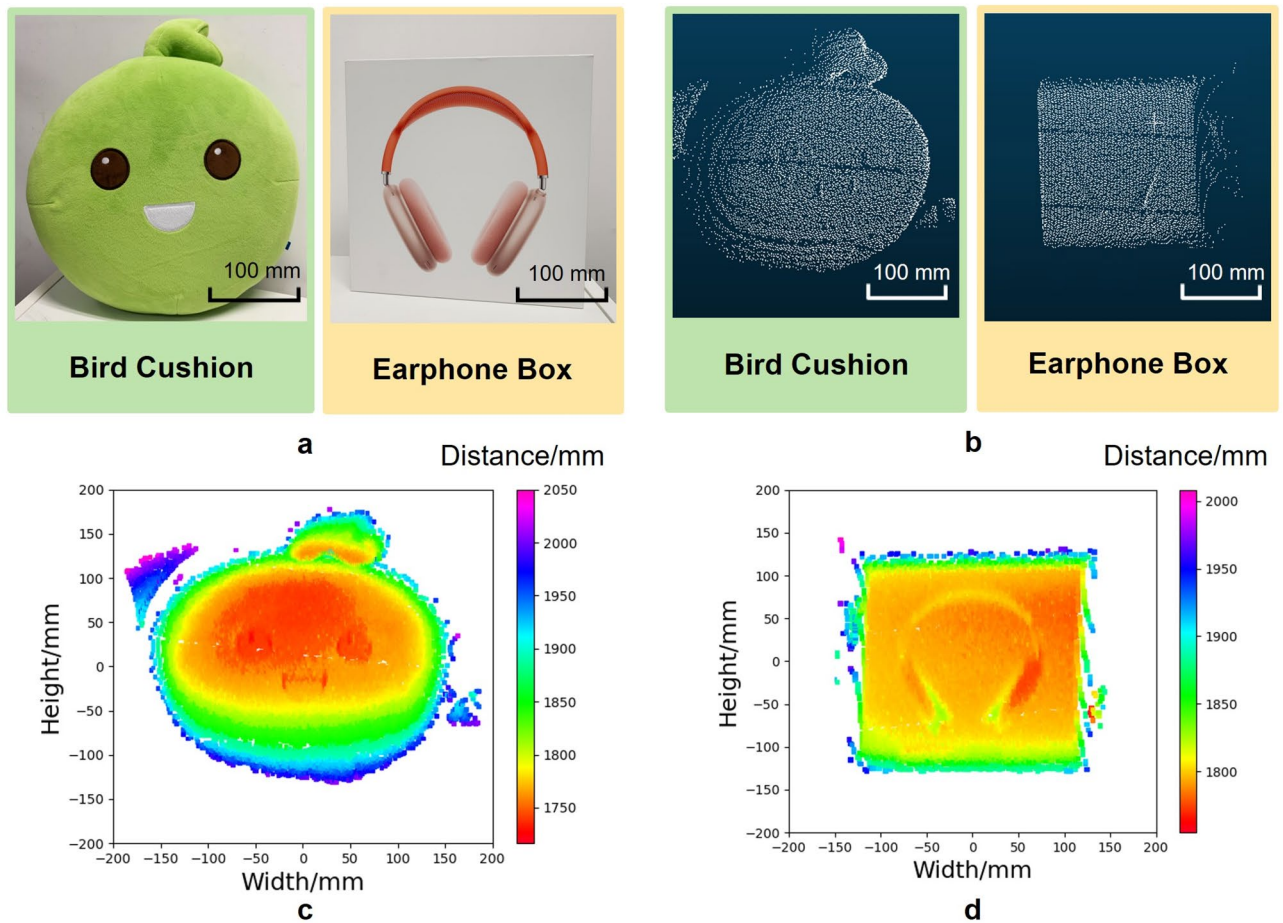 100 mm
100 mm
Bird Cushion
Earphone Box
a
100 mm
100 mm
Bird Cushion
Earphone Box
b
Distance/mm
200
150
100
50
0
−50
−100
−150
−200
Height/mm
−200 −150 −100 −50 0 50 100 150 200
Width/mm
2050
2000
1950
1900
1850
1800
1750
c
Distance/mm
200
150
100
50
0
−50
−100
−150
−200
Height/mm
−200 −150 −100 −50 0 50 100 150 200
Width/mm
2000
1950
1900
1850
1800
d